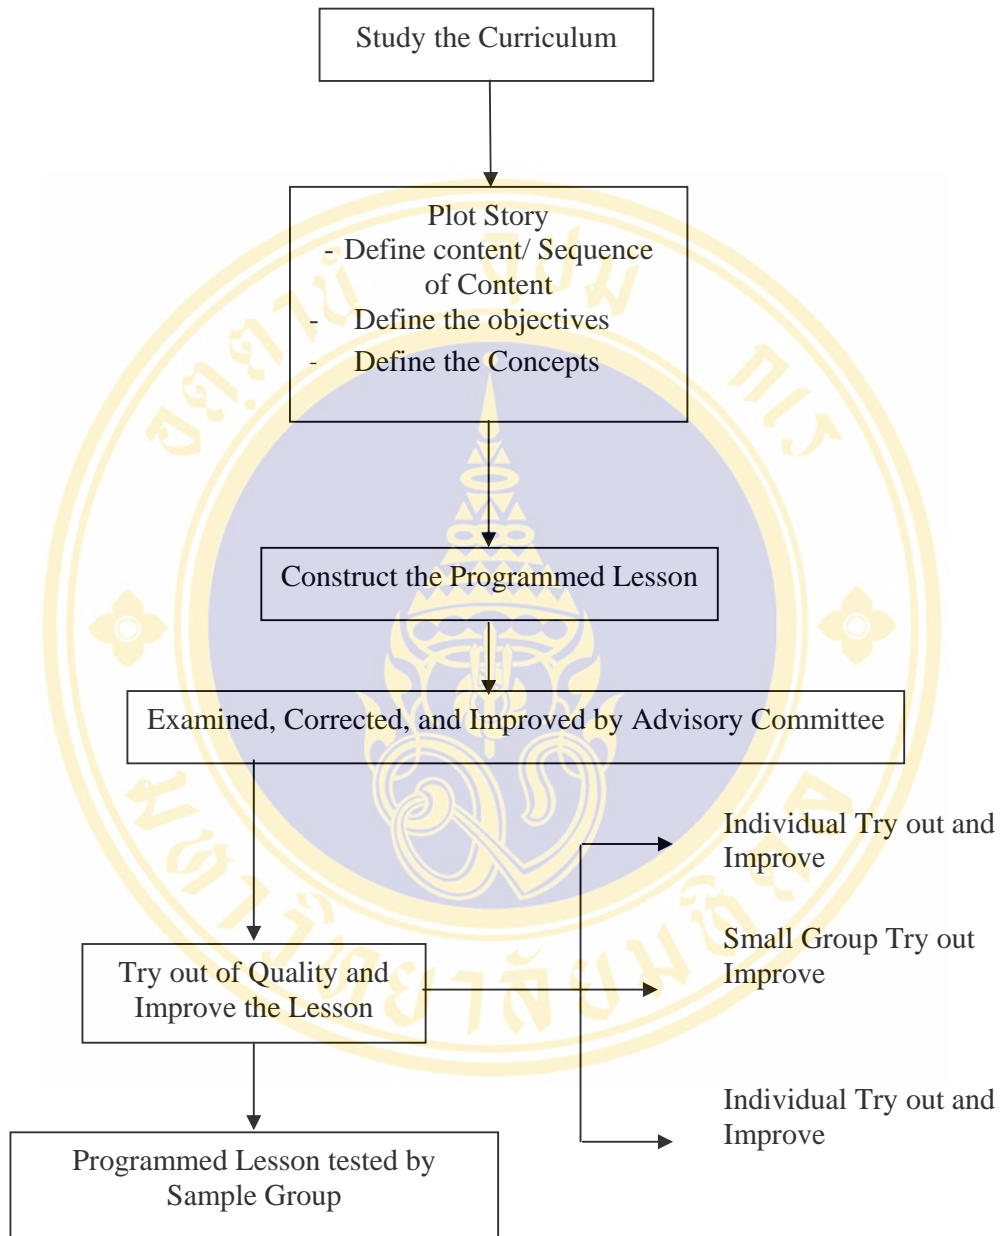 Study the Curriculum
Plot Story
- Define content/ Sequence
of Content
- Define the objectives
- Define the Concepts
Construct the Programmed Lesson
Examined, Corrected, and Improved by Advisory Committee
Individual Try out and
Improve
Small Group Try out
Improve
Try out of Quality and
Improve the Lesson
Individual Try out and
Improve
Programmed Lesson tested by
Sample Group